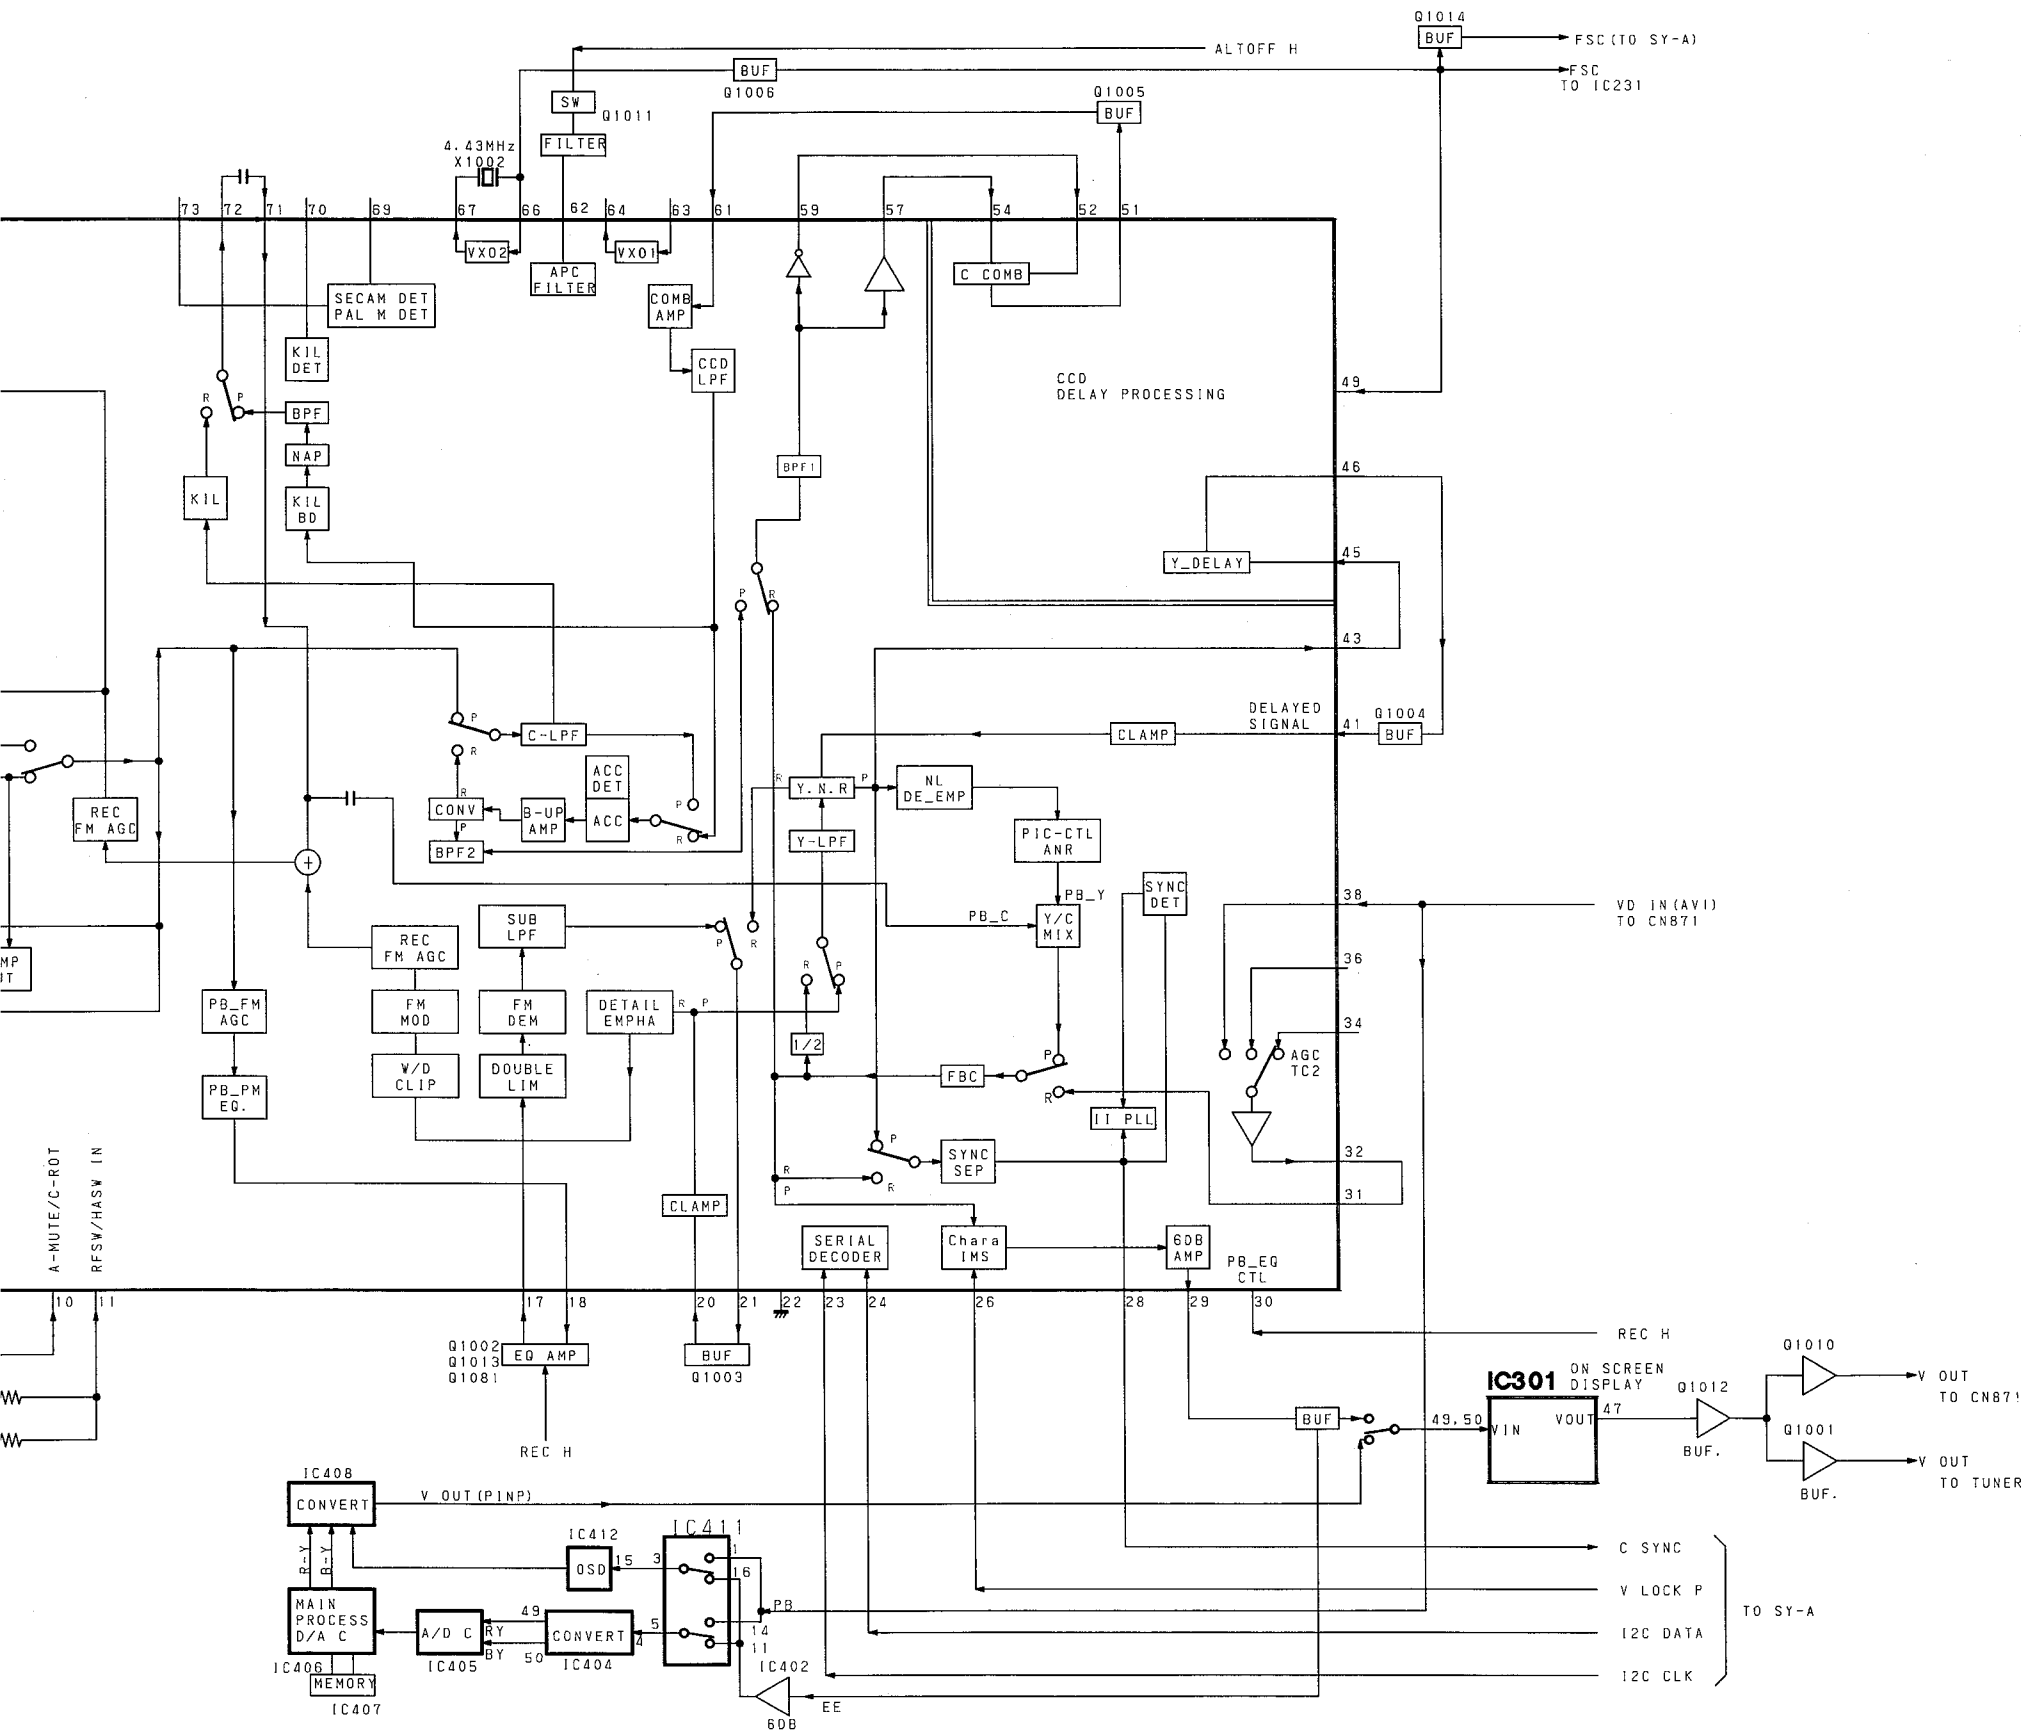 Q1014
BUF
FSC(TO SY-A)
ALTOFF H
BUF
Q1006
FSC
TO IC231
SW
Q1011
Q1005
BUF
4.43MHz
X1002
FILTER
73
72
71
70
69
67
66
62
64
63
61
59
57
54
52
51
VXO2
APC
FILTER
VXO1
C COMB
SECAM DET
PAL M DET
COMB
AMP
KIL
DET
CCD
LPF
CCD
DELAY PROCESSING
49
R
P
BPF
NAP
BPF1
46
KIL
KIL
BD
Y_DELAY
45
P
R
43
P
C-LPF
R
DELAYED
SIGNAL
41
Q1004
BUF
CLAMP
ACC
DET
R
Y.N.R
P
NL
DE_EMP
REC
FM AGC
R
CONV
P
B-UP
AMP
ACC
P
R
BPF2
Y-LPF
PIC-CTL
ANR
+
SYNC
DET
PB_Y
PB_C
Y/C
MIX
38
VD IN(AV1)
TO CN871
SUB
LPF
P
R
REC
FM AGC
36
R
P
PB_FM
AGC
FM
MOD
FM
DEM
DETAIL
EMPHA
R
P
34
1/2
P
AGC
TC2
W/D
CLIP
DOUBLE
LIM
FBC
R
PB_PM
EQ.
II PLL
P
SYNC
SEP
32
R
R
P
31
A-MUTE/C-ROT
RFSW/HASW IN
CLAMP
SERIAL
DECODER
Chara
IMS
6DB
AMP
PB_EQ
CTL
10
11
17
18
20
21
22
23
24
26
28
29
30
REC H
Q1002
Q1013
Q1081
EQ AMP
BUF
Q1003
Q1010
IC301
ON SCREEN
DISPLAY
Q1012
V OUT
TO CN871
BUF
49,50
VIN
VOUT
47
Q1001
REC H
BUF.
V OUT
TO TUNER
BUF.
IC408
CONVERT
V OUT(PINP)
IC412
IC411
R-Y
B-Y
OSD
15
3
1
16
C SYNC
V LOCK P
MAIN
PROCESS
D/A C
49
PB
TO SY-A
A/D C
RY
BY
CONVERT
5
4
14
11
I2C DATA
IC406
IC405
50
IC404
IC402
I2C CLK
MEMORY
IC407
EE
6DB